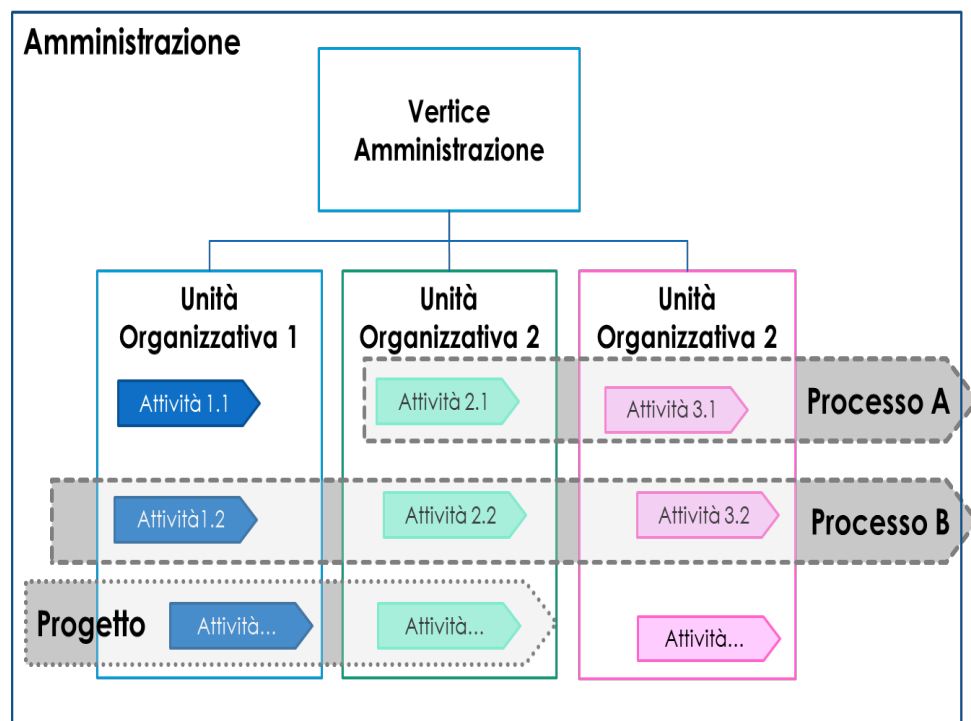 Amministrazione
Vertice
Amministrazione
Unità
Organizzativa 1
Unità
Organizzativa 2
Unità
Organizzativa 2
Attività 1.1
Attività 2.1
Attività 3.1
Processo A
Attività1.2
Attività 2.2
Attività 3.2
Processo B
Progetto
Attività...
Attività...
Attività...